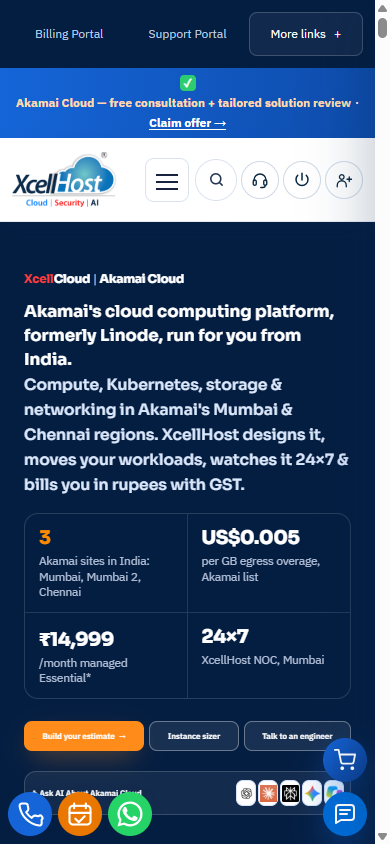 Billing Portal
Support Portal
More links +
Akamai Cloud — free consultation + tailored solution review ·
Claim offer →
XcellHost®
Cloud | Security | AI
XcellCloud | Akamai Cloud
Akamai's cloud computing platform,
formerly Linode, run for you from
India.
Compute, Kubernetes, storage &
networking in Akamai's Mumbai &
Chennai regions. XcellHost designs it,
moves your workloads, watches it 24×7 &
bills you in rupees with GST.
3
Akamai sites in India:
Mumbai, Mumbai 2,
Chennai
US$0.005
per GB egress overage,
Akamai list
₹14,999
/month managed
Essential*
24×7
XcellHost NOC, Mumbai
Build your estimate →
Instance sizer
Talk to an engineer
Ask AI About Akamai Cloud